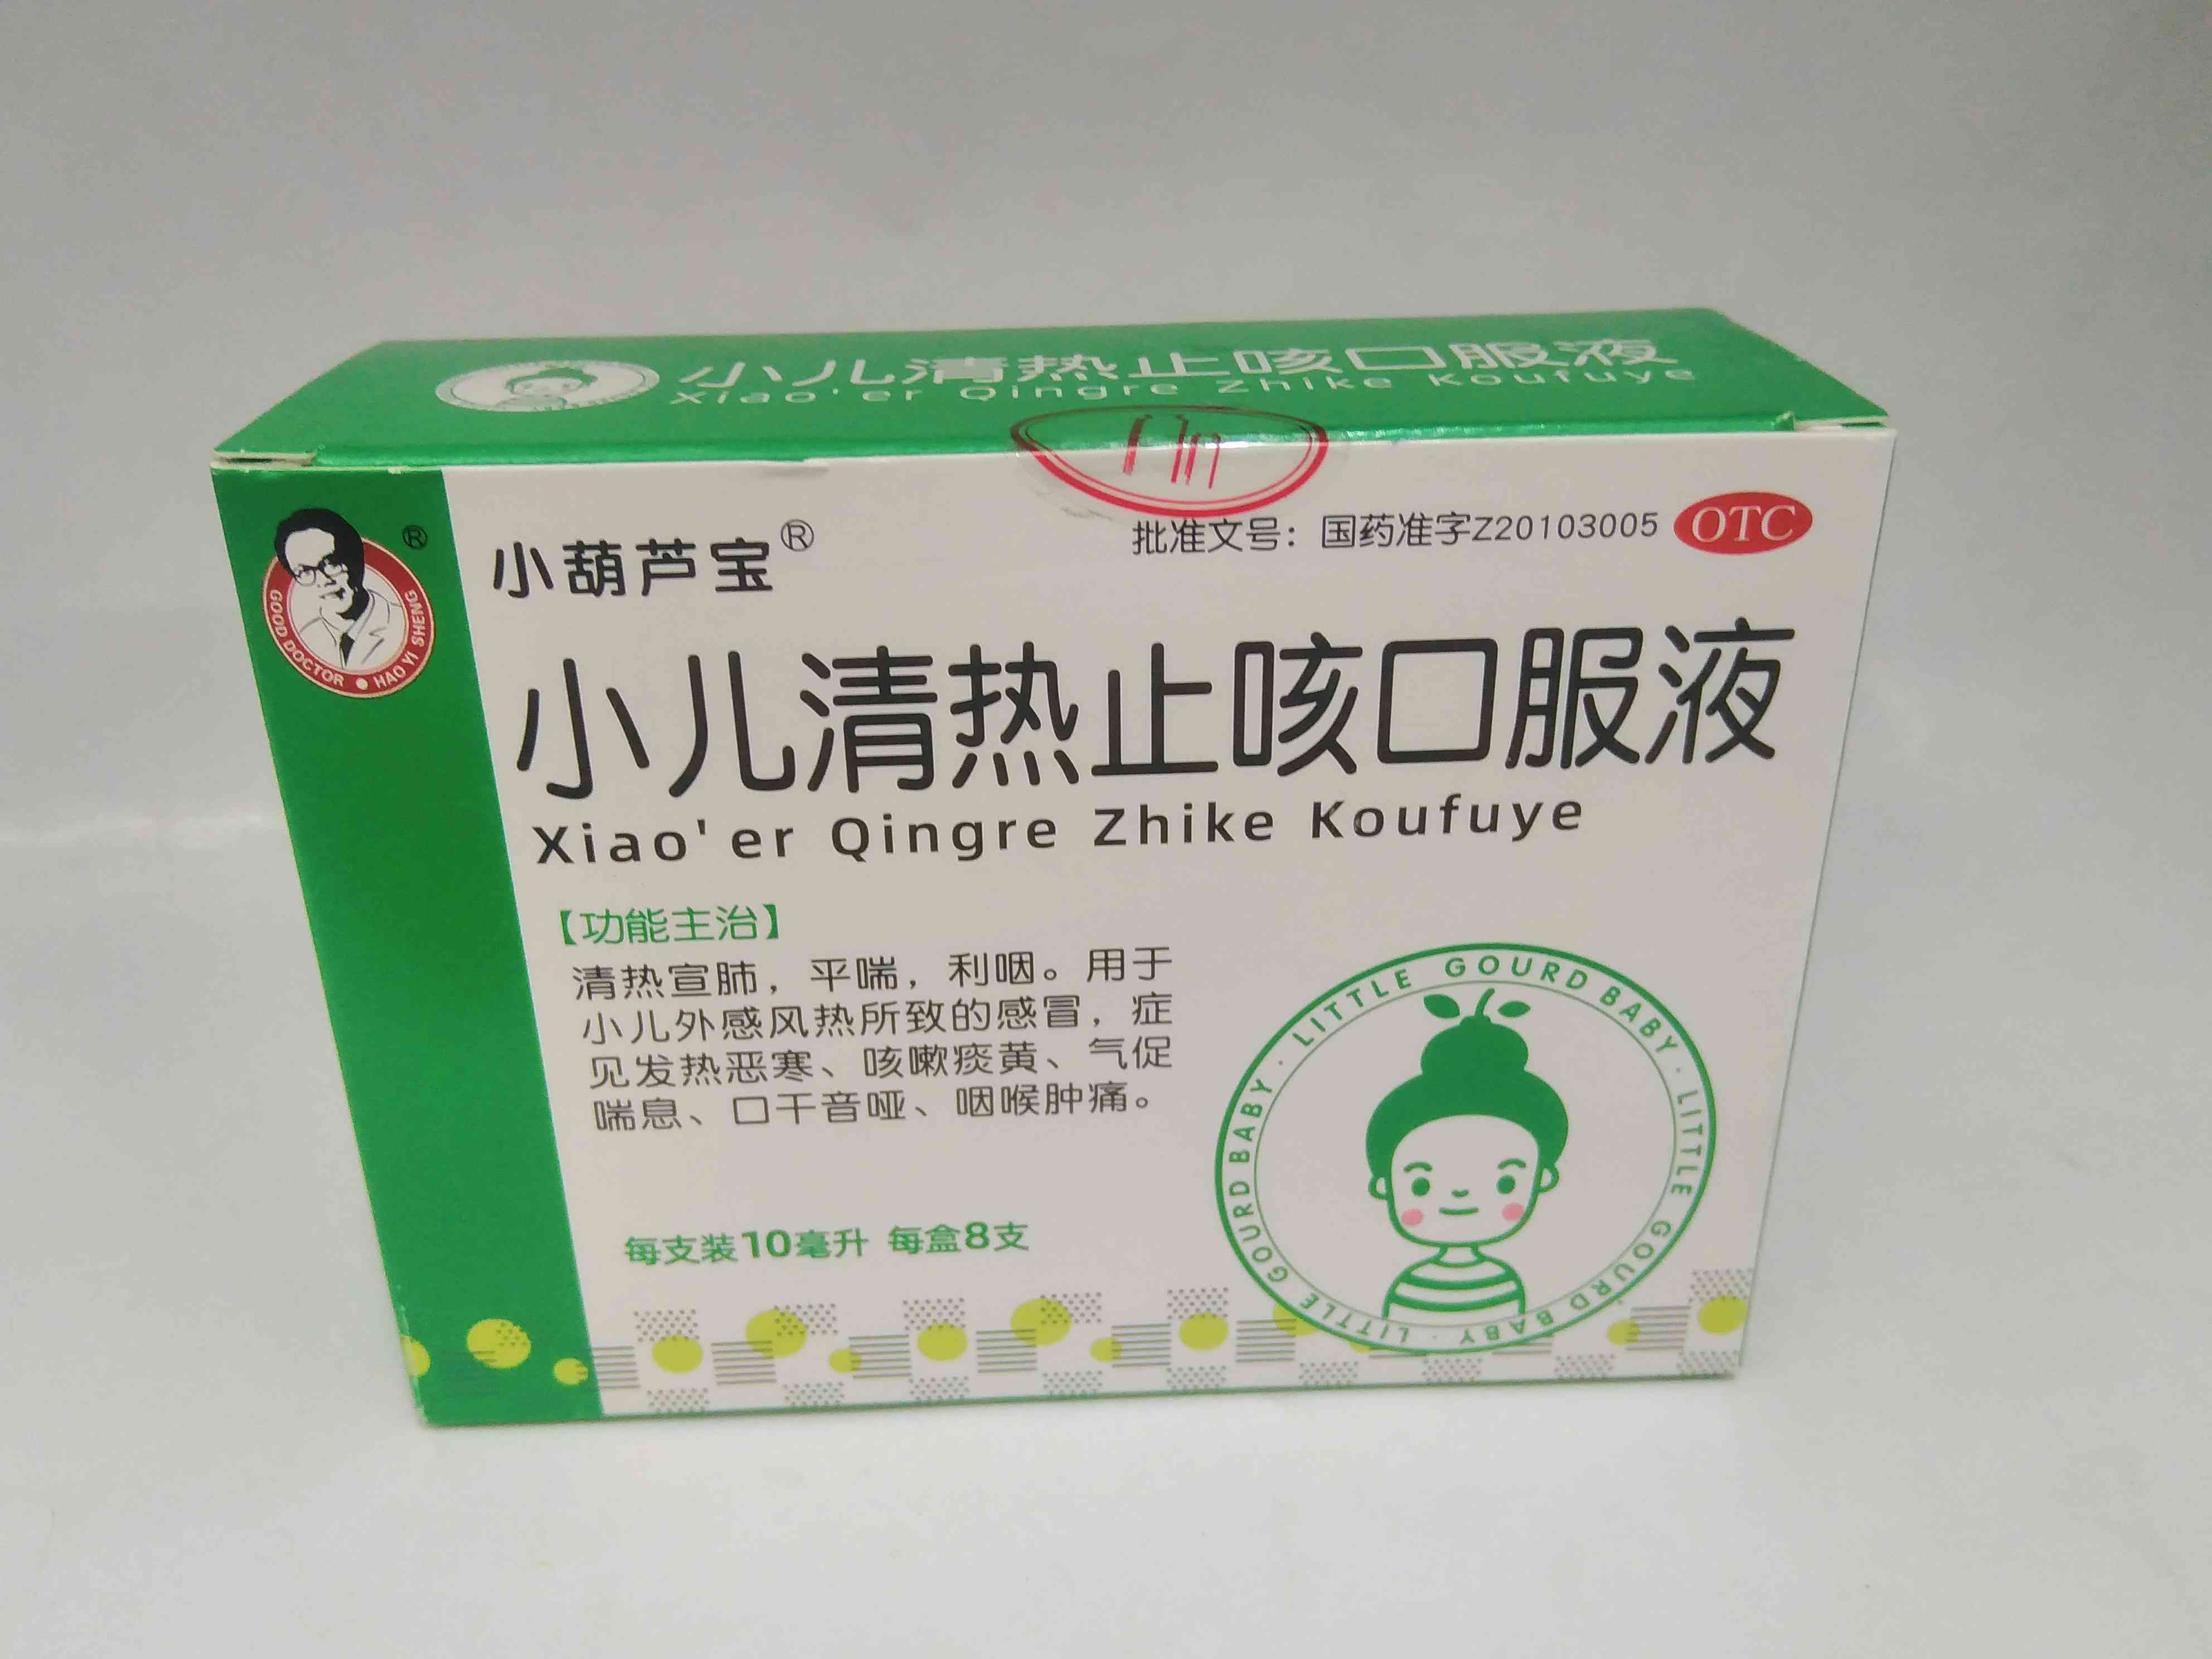 小儿清热止咳口服液
Xiao'er Qingre Zhike Koufuye
GOOD DOCTOR • HAO YI SHENG
®
小葫芦宝®
批准文号：国药准字Z20103005
OTC
小儿清热止咳口服液
Xiao'er Qingre Zhike Koufuye
【功能主治】
清热宣肺，平喘，利咽。用于
小儿外感风热所致的感冒，症
见发热恶寒、咳嗽痰黄、气促
喘息、口干音哑、咽喉肿痛。
每支装10毫升 每盒8支
LITTLE GOURD BABY · LITTLE GOURD BABY · LITTLE GOURD BABY ·